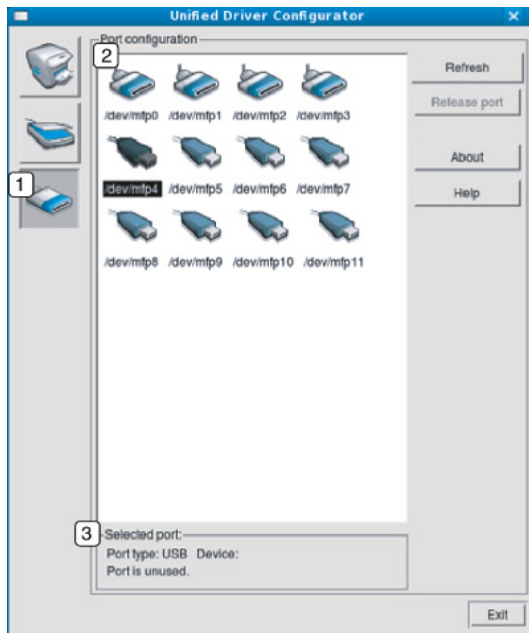 Unified Driver Configurator
Port configuration
2
/dev/mfp0 /dev/mfp1 /dev/mfp2 /dev/mfp3
/dev/mfp4 /dev/mfp5 /dev/mfp6 /dev/mfp7
/dev/mfp8 /dev/mfp9 /dev/mfp10 /dev/mfp11
Refresh
Release port
About
Help
1
3
Selected port:
Port type: USB Device:
Port is unused.
Exit